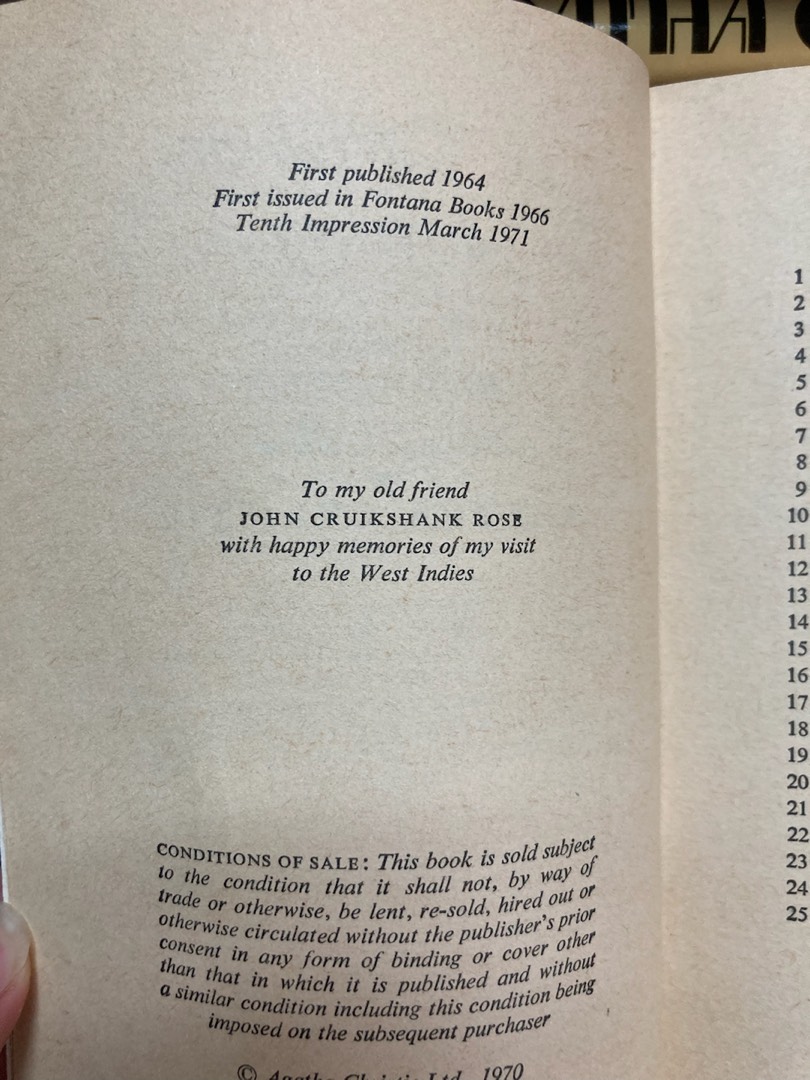 First published 1964
First issued in Fontana Books 1966
Tenth Impression March 1971
To my old friend
JOHN CRUIKSHANK ROSE
with happy memories of my visit
to the West Indies
CONDITIONS OF SALE: This book is sold subject
to the condition that it shall not, by way of
trade or otherwise, be lent, re-sold, hired out or
otherwise circulated without the publisher's prior
consent in any form of binding or cover other
than that in which it is published and without
a similar condition including this condition being
imposed on the subsequent purchaser
© Agatha Christie Ltd. 1970
1
2
3
4
5
6
7
8
9
10
11
12
13
14
15
16
17
18
19
20
21
22
23
24
25